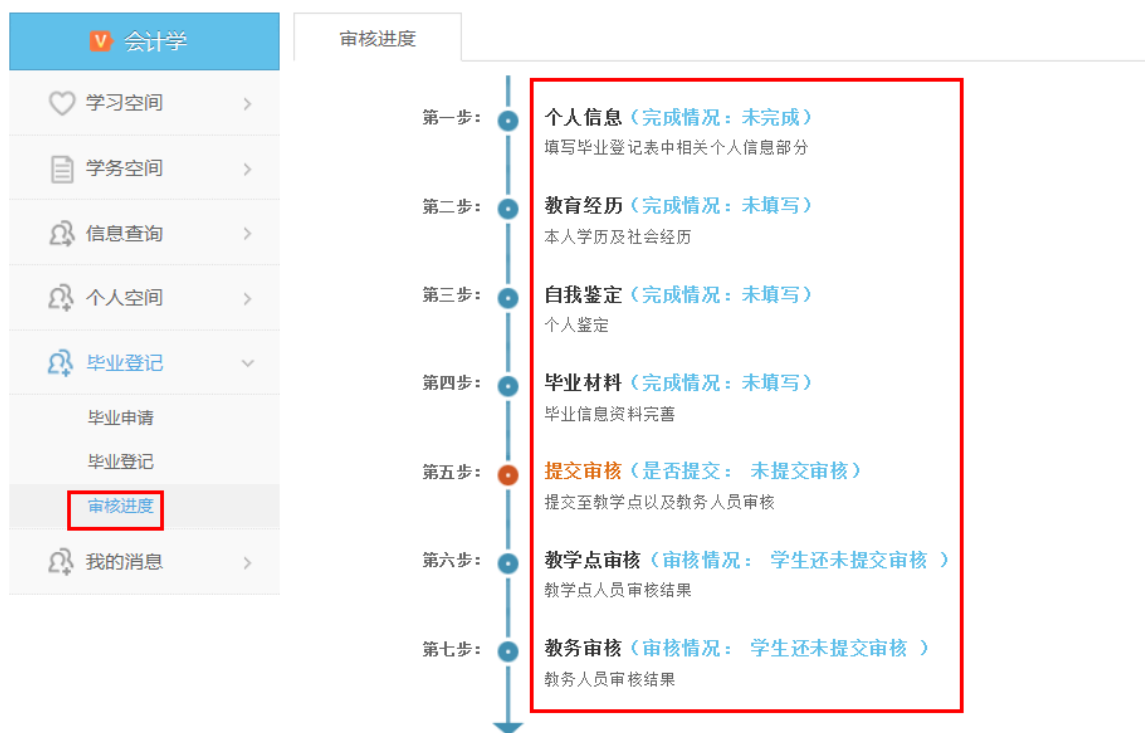 V 会计学
审核进度
学习空间
学务空间
信息查询
个人空间
毕业登记
毕业申请
毕业登记
审核进度
我的消息
第一步: 个人信息（完成情况: 未完成）
填写毕业登记表中相关个人信息部分
第二步: 教育经历（完成情况: 未填写）
本人学历及社会经历
第三步: 自我鉴定（完成情况: 未填写）
个人鉴定
第四步: 毕业材料（完成情况: 未填写）
毕业信息资料完善
第五步: 提交审核（是否提交: 未提交审核）
提交至教学点以及教务人员审核
第六步: 教学点审核（审核情况: 学生还未提交审核 ）
教学点人员审核结果
第七步: 教务审核（审核情况: 学生还未提交审核 ）
教务人员审核结果